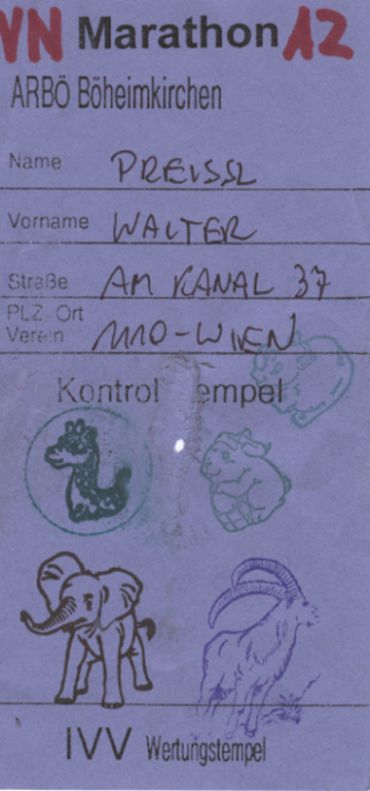 VN Marathon A2
ARBÖ Böheimkirchen
Name PREISSL
Vorname WALTER
Straße AM KANAL 37
PLZ Ort 1110-WIEN
Verein
Kontrol empel
IVV Wertungstempel